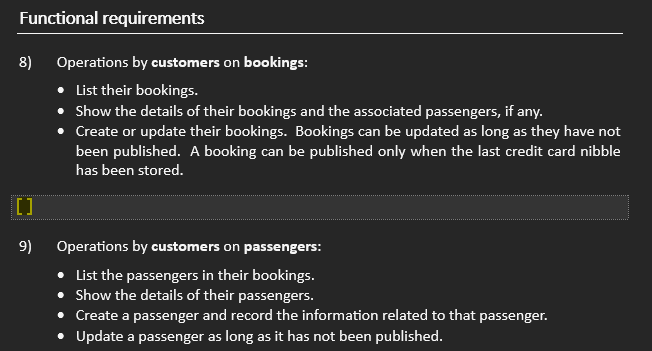 Functional requirements
8) Operations by customers on bookings:
• List their bookings.
• Show the details of their bookings and the associated passengers, if any.
• Create or update their bookings. Bookings can be updated as long as they have not
been published. A booking can be published only when the last credit card nibble
has been stored.
[ ]
9) Operations by customers on passengers:
• List the passengers in their bookings.
• Show the details of their passengers.
• Create a passenger and record the information related to that passenger.
• Update a passenger as long as it has not been published.